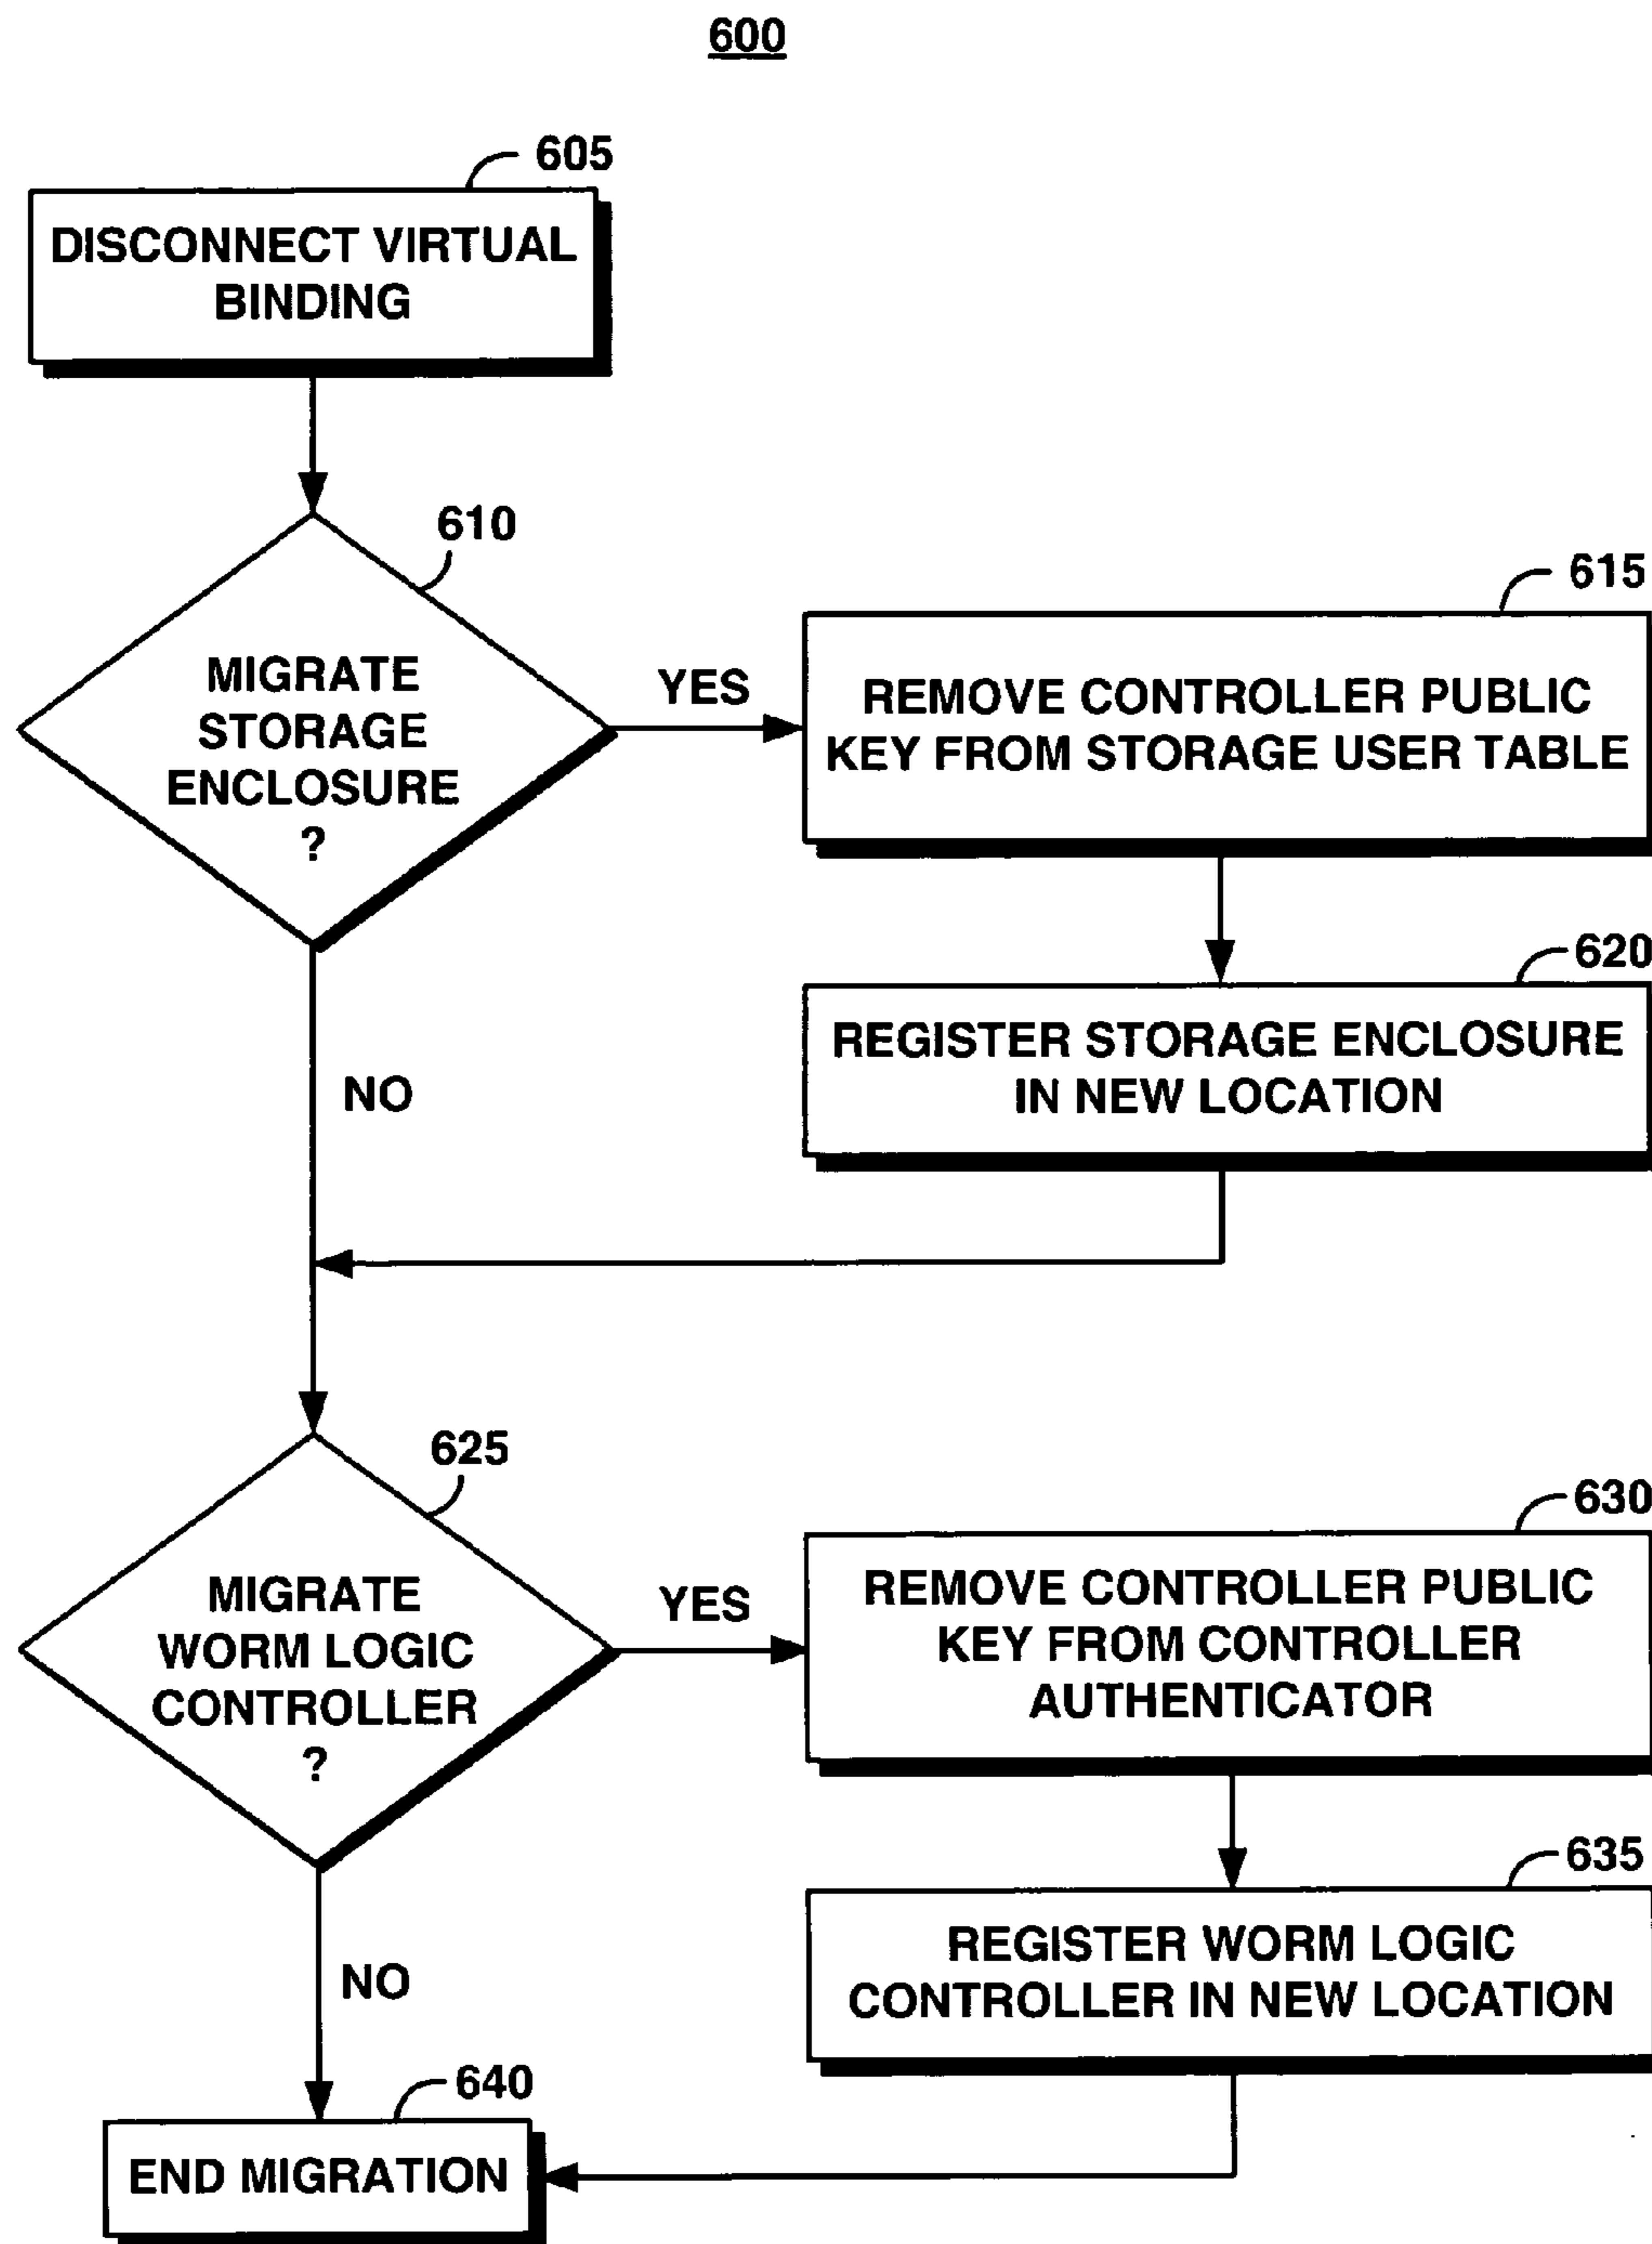 600
605
DISCONNECT VIRTUAL
BINDING
610
MIGRATE
STORAGE
ENCLOSURE
?
YES
615
REMOVE CONTROLLER PUBLIC
KEY FROM STORAGE USER TABLE
620
REGISTER STORAGE ENCLOSURE
IN NEW LOCATION
NO
625
MIGRATE
WORM LOGIC
CONTROLLER
?
YES
630
REMOVE CONTROLLER PUBLIC
KEY FROM CONTROLLER
AUTHENTICATOR
635
REGISTER WORM LOGIC
CONTROLLER IN NEW LOCATION
NO
640
END MIGRATION